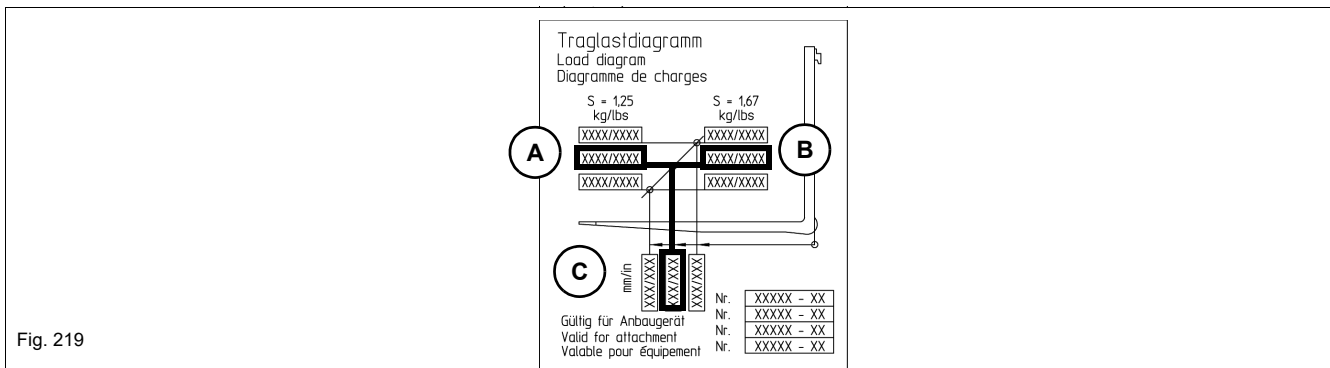 Traglastdiagramm
Load diagram
Diagramme de charges
S = 1,25
kg/lbs
S = 1,67
kg/lbs
XXXX/XXXX
XXXX/XXXX
A
XXXX/XXXX
XXXX/XXXX
B
XXXX/XXXX
XXXX/XXXX
C
mm/in
XXX/XXX
XXX/XXX
XXX/XXX
Nr. XXXXX - XX
Nr. XXXXX - XX
Nr. XXXXX - XX
Nr. XXXXX - XX
Gültig für Anbaugerät
Valid for attachment
Valable pour équipement
Fig. 219